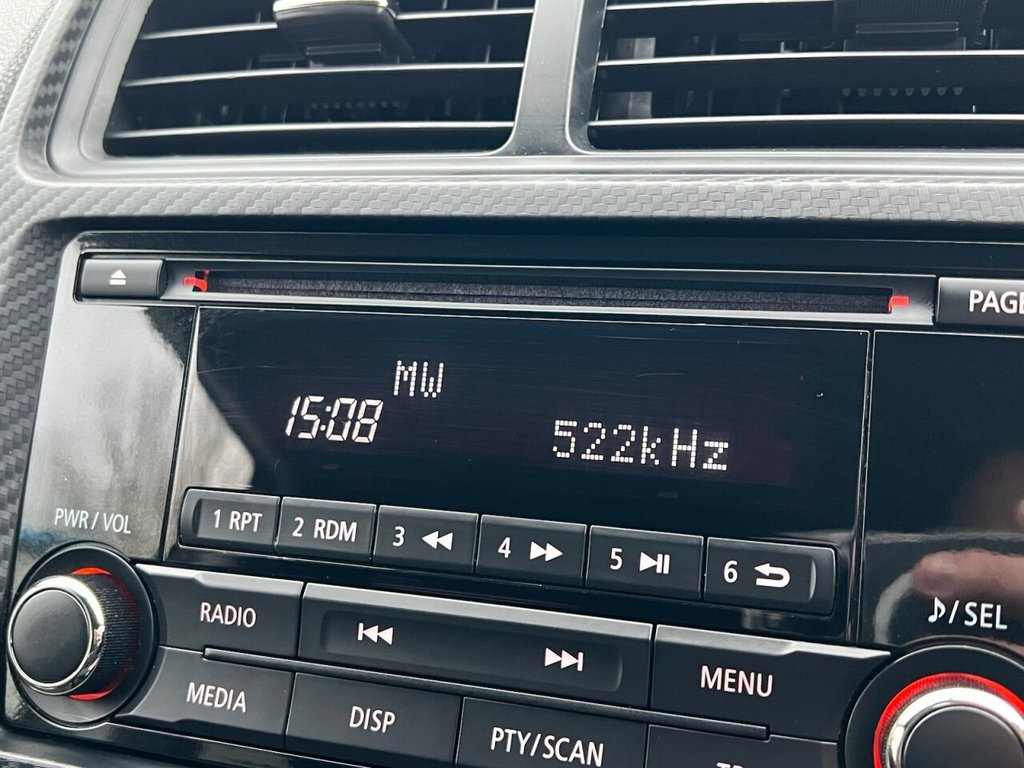 PAGE
MW
15:08
522kHz
PWR / VOL
1 RPT 2 RDM 3 4 5 6
♪/ SEL
RADIO
MENU
MEDIA
DISP
PTY/SCAN